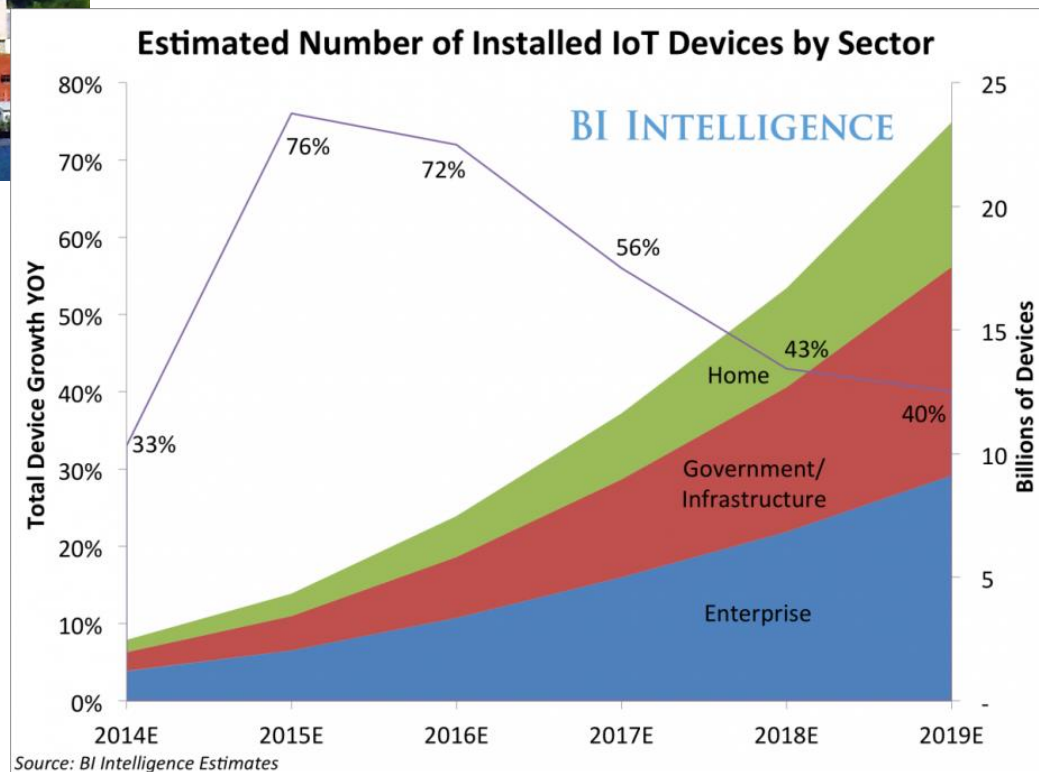 Estimated Number of Installed IoT Devices by Sector
80%
70%
60%
50%
40%
30%
20%
10%
0%
Total Device Growth YOY
BI INTELLIGENCE
33%
76%
72%
56%
43%
40%
Home
Government/
Infrastructure
Enterprise
25
20
15
10
5
-
Billions of Devices
2014E 2015E 2016E 2017E 2018E 2019E
Source: BI Intelligence Estimates